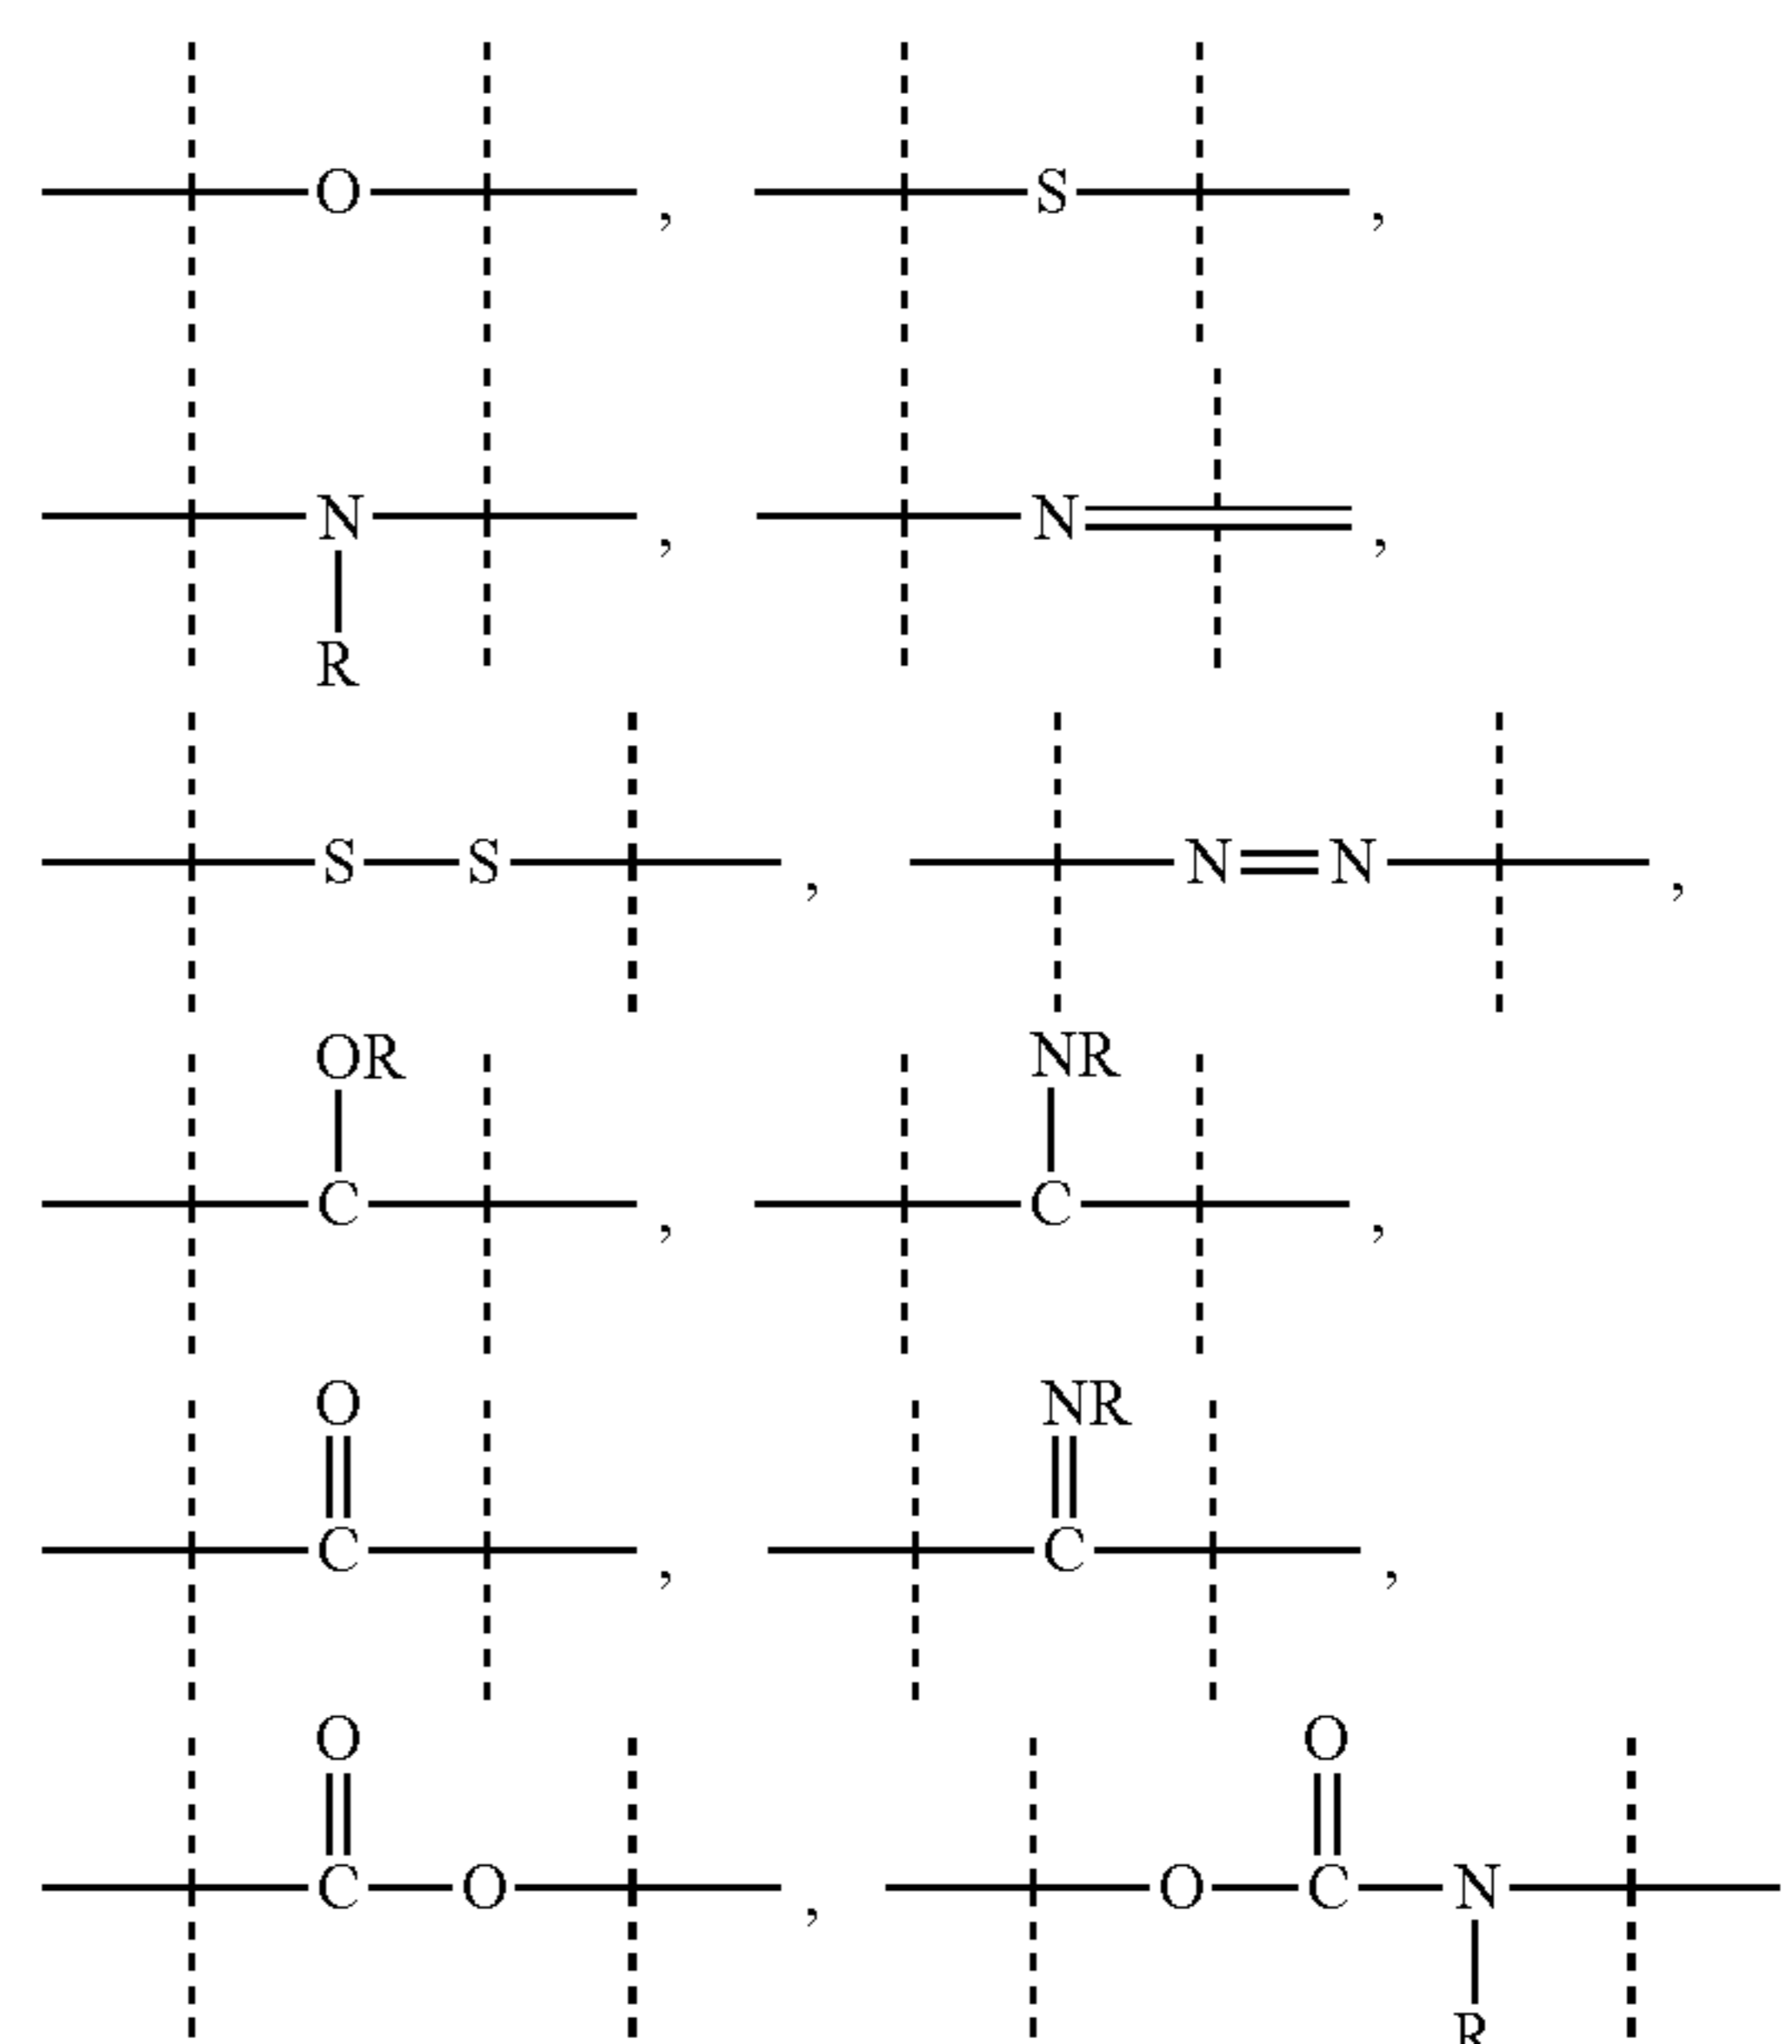 O , S ,
N , N ,
R
S S , N N ,
OR NR
C , C ,
O NR
C , C ,
O O
C O , O C N
R